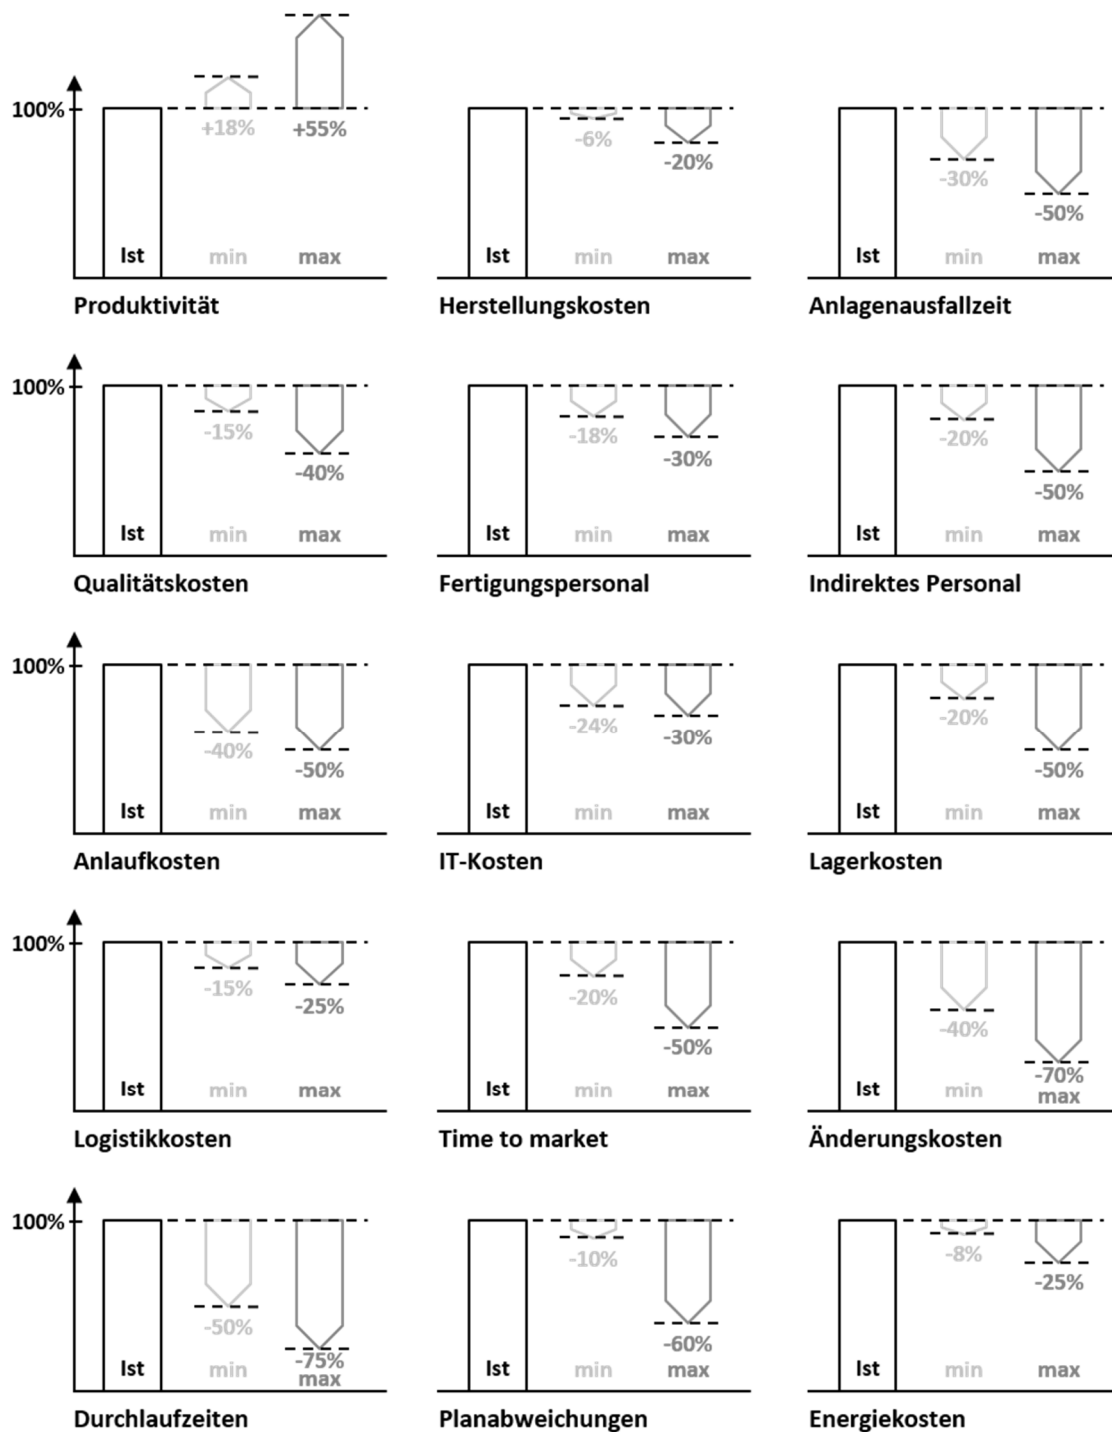 100%
+18%
+55%
-6%
-20%
-30%
-50%
Ist
min
max
Ist
min
max
Ist
min
max
Produktivität
Herstellungskosten
Anlagenausfallzeit
100%
-15%
-40%
-18%
-30%
-20%
-50%
Ist
min
max
Ist
min
max
Ist
min
max
Qualitätskosten
Fertigungspersonal
Indirektes Personal
100%
-40%
-50%
-24%
-30%
-20%
-50%
Ist
min
max
Ist
min
max
Ist
min
max
Anlaufkosten
IT-Kosten
Lagerkosten
100%
-15%
-25%
-20%
-50%
-40%
-70%
Ist
min
max
Ist
min
max
Ist
min
max
Logistikkosten
Time to market
Änderungskosten
100%
-50%
-75%
-10%
-60%
-8%
-25%
Ist
min
max
Ist
min
max
Ist
min
max
Durchlaufzeiten
Planabweichungen
Energiekosten